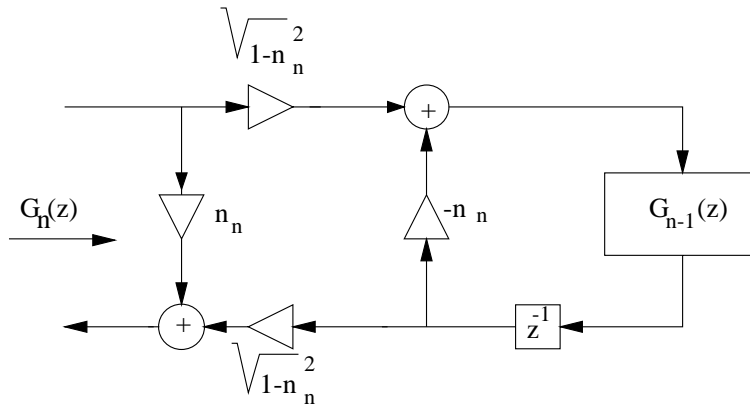 √1-n_n^2
+
G_n(z)
n_n
-n_n
G_{n-1}(z)
+
z^{-1}
√1-n_n^2